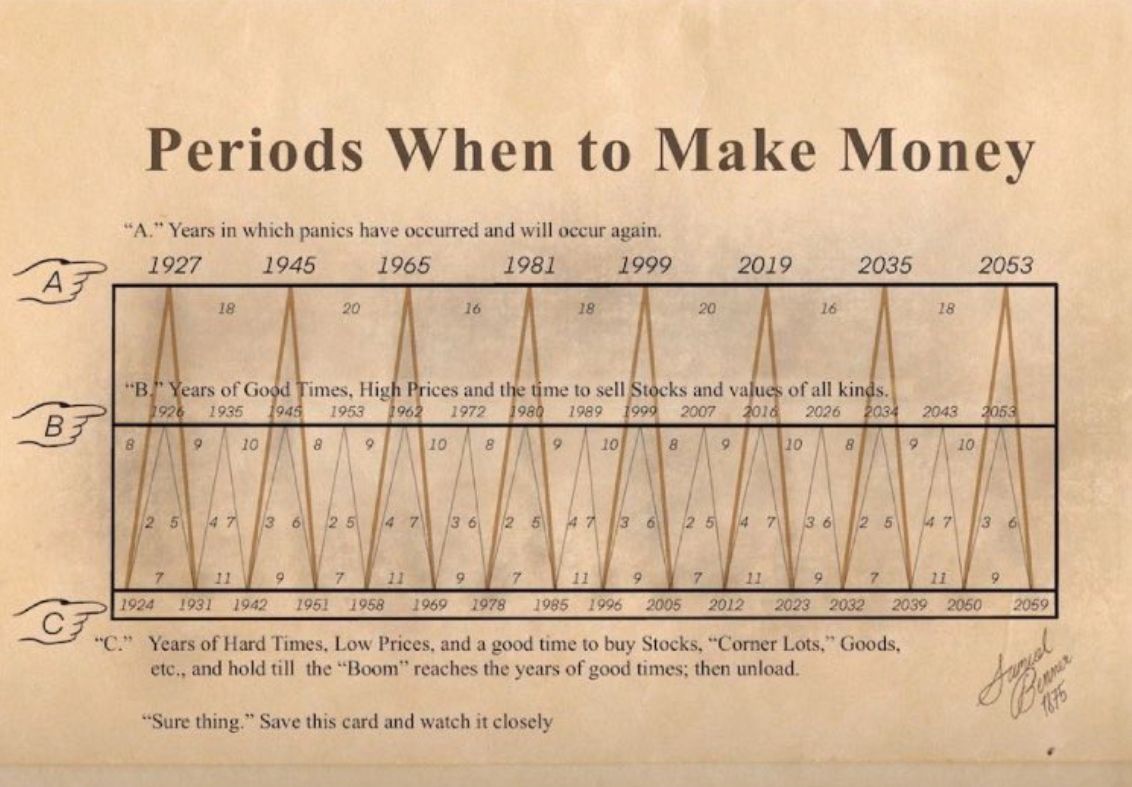 Periods When to Make Money
“A.” Years in which panics have occurred and will occur again.
A 1927 1945 1965 1981 1999 2019 2035 2053
18 20 16 18 20 16 18
“B.” Years of Good Times, High Prices and the time to sell Stocks and values of all kinds.
B 1926 1935 1945 1953 1962 1972 1980 1989 1999 2007 2016 2026 2034 2043 2053
8 9 10 8 9 10 8 9 10 8 9 10 8 9 10
2 5 4 7 3 6 2 5 4 7 3 6 2 5 4 7 3 6 2 5 4 7 3 6 2 5 4 7 3 6
7 11 9 7 11 9 7 11 9 7 11 9 7 11 9
C 1924 1931 1942 1951 1958 1969 1978 1985 1996 2005 2012 2023 2032 2039 2050 2059
“C.” Years of Hard Times, Low Prices, and a good time to buy Stocks, “Corner Lots,” Goods,
etc., and hold till the “Boom” reaches the years of good times; then unload.
“Sure thing.” Save this card and watch it closely
Samuel
Benner
1875